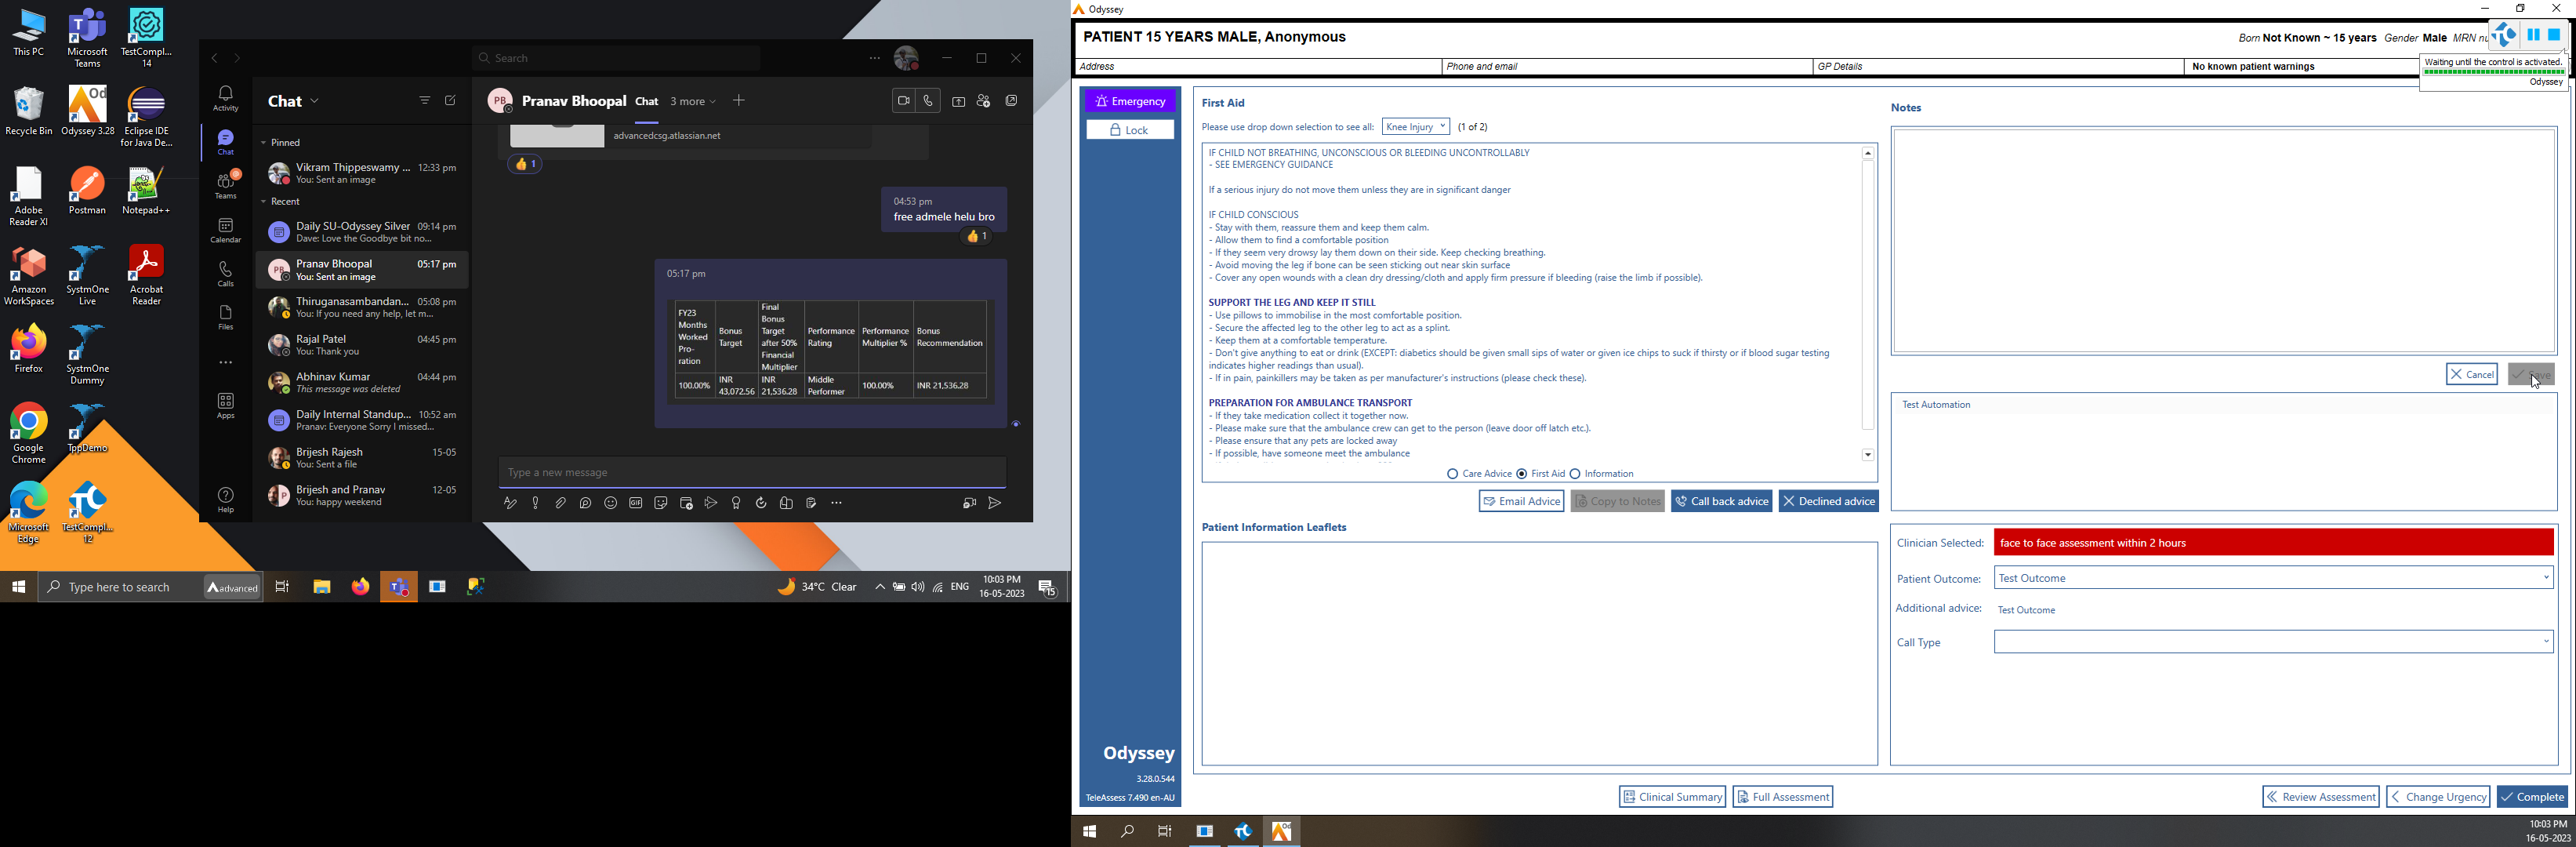 This PC
Microsoft Teams
TestCompl... 14
Recycle Bin
Odyssey 3.28
Eclipse IDE for Java De...
Adobe Reader XI
Postman
Notepad++
Amazon WorkSpaces
SystmOne Live
Acrobat Reader
Firefox
SystmOne Dummy
Google Chrome
TppDemo
Microsoft Edge
TestCompl... 12
Search
Activity
Chat
Teams
Calendar
Calls
Files
Apps
Help
Chat
Pinned
Vikram Thippeswamy ... 12:33 pm
You: Sent an image
Recent
Daily SU-Odyssey Silver 09:14 pm
Dave: Love the Goodbye bit no...
Pranav Bhoopal 05:17 pm
You: Sent an image
Thiruganasambandan... 05:08 pm
You: If you need any help, let m...
Rajal Patel 04:45 pm
You: Thank you
Abhinav Kumar 04:44 pm
This message was deleted
Daily Internal Standup... 10:52 am
Pranav: Everyone Sorry I missed...
Brijesh Rajesh 15-05
You: Sent a file
Brijesh and Pranav 12-05
You: happy weekend
PB Pranav Bhoopal Chat 3 more
advancedcsg.atlassian.net
1
04:53 pm
free admele helu bro
1
05:17 pm
FY23 Months Worked Pro-ration
Bonus Target
Final Bonus Target after 50% Financial Multiplier
Performance Rating
Performance Multiplier %
Bonus Recommendation
100.00%
INR 43,072.56
INR 21,536.28
Middle Performer
100.00%
INR 21,536.28
Type a new message
Type here to search
advanced
34°C Clear
ENG
10:03 PM
16-05-2023
15
Odyssey
PATIENT 15 YEARS MALE, Anonymous
Born Not Known ~ 15 years Gender Male MRN nu
Address
Phone and email
GP Details
No known patient warnings
Waiting until the control is activated.
Odyssey
Emergency
Lock
First Aid
Please use drop down selection to see all: Knee Injury (1 of 2)
IF CHILD NOT BREATHING, UNCONSCIOUS OR BLEEDING UNCONTROLLABLY
- SEE EMERGENCY GUIDANCE
If a serious injury do not move them unless they are in significant danger
IF CHILD CONSCIOUS
- Stay with them, reassure them and keep them calm.
- Allow them to find a comfortable position
- If they seem very drowsy lay them down on their side. Keep checking breathing.
- Avoid moving the leg if bone can be seen sticking out near skin surface
- Cover any open wounds with a clean dry dressing/cloth and apply firm pressure if bleeding (raise the limb if possible).
SUPPORT THE LEG AND KEEP IT STILL
- Use pillows to immobilise in the most comfortable position.
- Secure the affected leg to the other leg to act as a splint.
- Keep them at a comfortable temperature.
- Don't give anything to eat or drink (EXCEPT: diabetics should be given small sips of water or given ice chips to suck if thirsty or if blood sugar testing
indicates higher readings than usual).
- If in pain, painkillers may be taken as per manufacturer's instructions (please check these).
PREPARATION FOR AMBULANCE TRANSPORT
- If they take medication collect it together now.
- Please make sure that the ambulance crew can get to the person (leave door off latch etc.).
- Please ensure that any pets are locked away
- If possible, have someone meet the ambulance
Care Advice First Aid Information
Email Advice
Copy to Notes
Call back advice
Declined advice
Patient Information Leaflets
Notes
Cancel
Save
Test Automation
Clinician Selected: face to face assessment within 2 hours
Patient Outcome: Test Outcome
Additional advice: Test Outcome
Call Type
Odyssey
3.28.0.544
TeleAssess 7.490 en-AU
Clinical Summary
Full Assessment
Review Assessment
Change Urgency
Complete
10:03 PM
16-05-2023